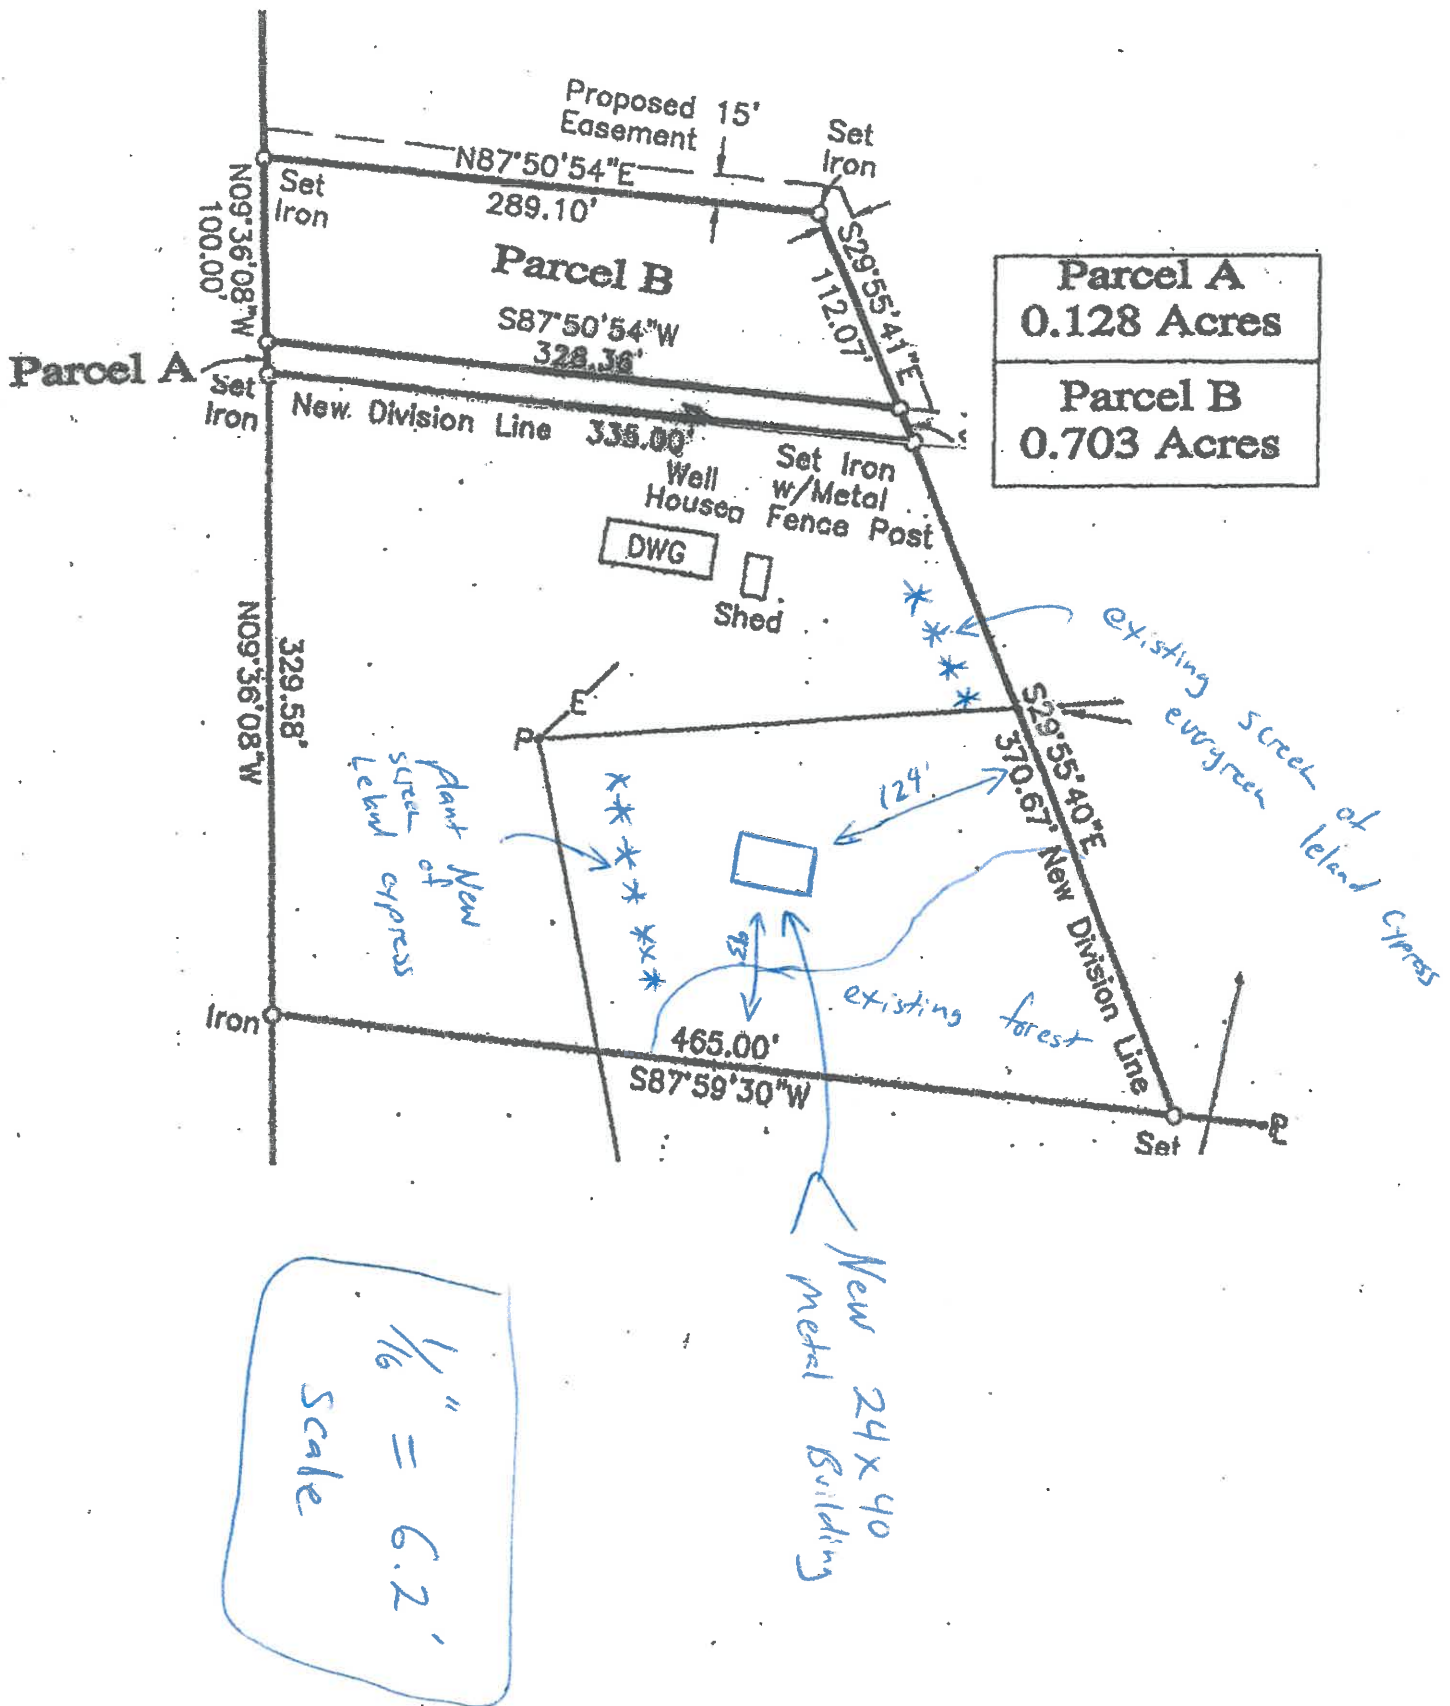 Proposed 15'
Easement
Set
Iron
N87°50'54"E
289.10'
Set
Iron
N09°36'08"W
100.00'
Parcel B
S29°55'41"E
112.07'
S87°50'54"W
328.36'
Parcel A
0.128 Acres
Parcel B
0.703 Acres
Parcel A
Set
Iron
New Division Line 335.00'
Set Iron
w/Metal
Fence Post
Well
House
DWG
Shed
existing screen of
evergreen leland cypress
329.58'
N09°36'08"W
E
P
S29°55'40"E
370.67' New Division Line
124'
plant New
screen of
Leland cypress
93'
existing forest
Iron
465.00'
S87°59'30"W
Set
PL
New 24x40
metal Building
1/16" = 6.2'
Scale